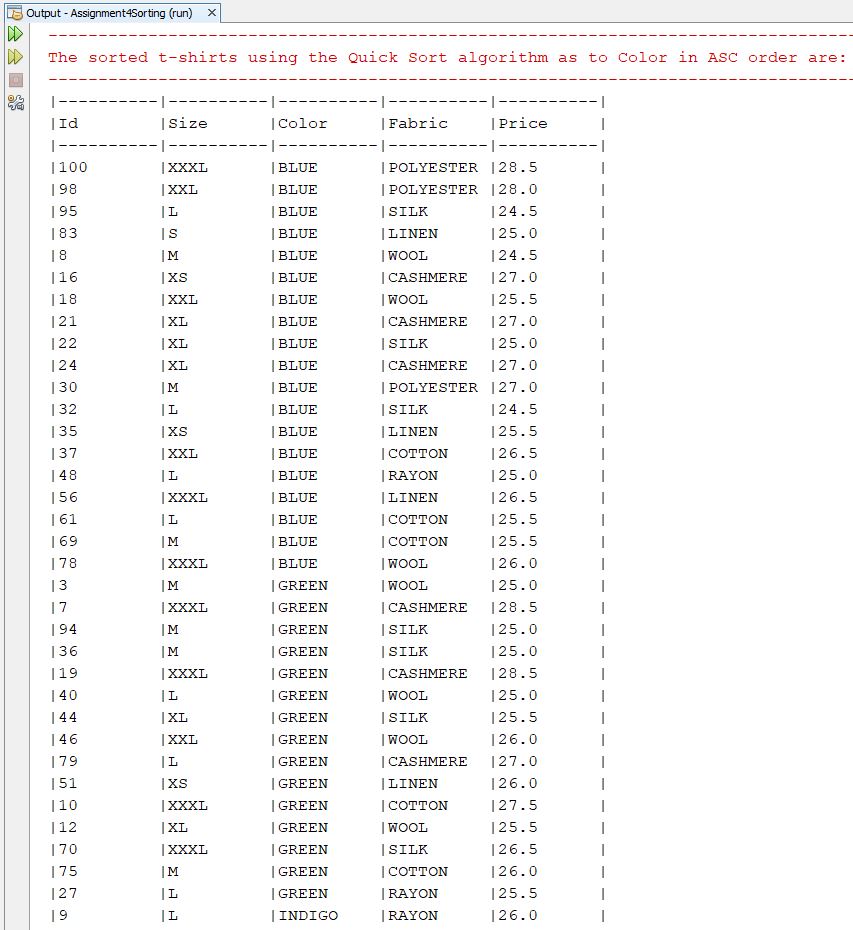 Output - Assignment4Sorting (run)
--------------------------------------------------------------------------------
The sorted t-shirts using the Quick Sort algorithm as to Color in ASC order are:
--------------------------------------------------------------------------------
|----------|----------|----------|----------|----------|
|Id        |Size      |Color     |Fabric    |Price     |
|----------|----------|----------|----------|----------|
|100       |XXXL      |BLUE      |POLYESTER |28.5      |
|98        |XXL       |BLUE      |POLYESTER |28.0      |
|95        |L         |BLUE      |SILK      |24.5      |
|83        |S         |BLUE      |LINEN     |25.0      |
|8         |M         |BLUE      |WOOL      |24.5      |
|16        |XS        |BLUE      |CASHMERE  |27.0      |
|18        |XXL       |BLUE      |WOOL      |25.5      |
|21        |XL        |BLUE      |CASHMERE  |27.0      |
|22        |XL        |BLUE      |SILK      |25.0      |
|24        |XL        |BLUE      |CASHMERE  |27.0      |
|30        |M         |BLUE      |POLYESTER |27.0      |
|32        |L         |BLUE      |SILK      |24.5      |
|35        |XS        |BLUE      |LINEN     |25.5      |
|37        |XXL       |BLUE      |COTTON    |26.5      |
|48        |L         |BLUE      |RAYON     |25.0      |
|56        |XXXL      |BLUE      |LINEN     |26.5      |
|61        |L         |BLUE      |COTTON    |25.5      |
|69        |M         |BLUE      |COTTON    |25.5      |
|78        |XXXL      |BLUE      |WOOL      |26.0      |
|3         |M         |GREEN     |WOOL      |25.0      |
|7         |XXXL      |GREEN     |CASHMERE  |28.5      |
|94        |M         |GREEN     |SILK      |25.0      |
|36        |M         |GREEN     |SILK      |25.0      |
|19        |XXXL      |GREEN     |CASHMERE  |28.5      |
|40        |L         |GREEN     |WOOL      |25.0      |
|44        |XL        |GREEN     |SILK      |25.5      |
|46        |XXL       |GREEN     |WOOL      |26.0      |
|79        |L         |GREEN     |CASHMERE  |27.0      |
|51        |XS        |GREEN     |LINEN     |26.0      |
|10        |XXXL      |GREEN     |COTTON    |27.5      |
|12        |XL        |GREEN     |WOOL      |25.5      |
|70        |XXXL      |GREEN     |SILK      |26.5      |
|75        |M         |GREEN     |COTTON    |26.0      |
|27        |L         |GREEN     |RAYON     |25.5      |
|9         |L         |INDIGO    |RAYON     |26.0      |